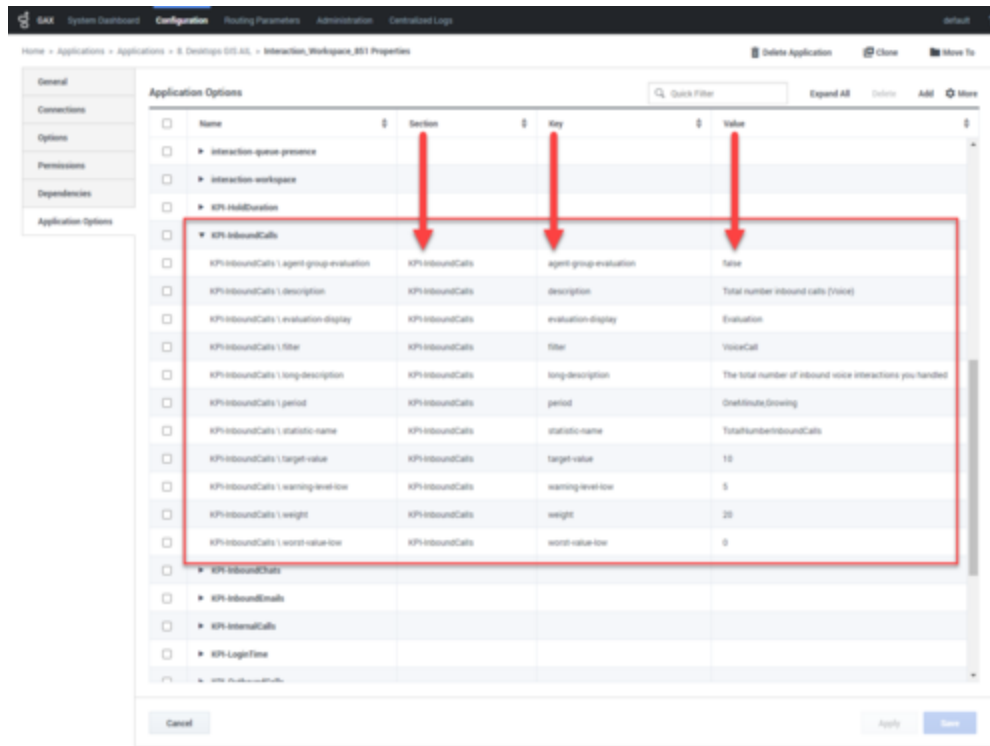 GAX System Dashboard Configuration Routing Parameters Administration Centralized Logs default
Home > Applications > Applications > 8. Desktops GIS AIL > Interaction_Workspace_851 Properties Delete Application Clone Move To
General
Connections
Options
Permissions
Dependencies
Application Options
Application Options Quick Filter Expand All Delete Add More
Name Section Key Value
interaction-queue-presence
interaction-workspace
KPI-HoldDuration
KPI-InboundCalls
KPI-InboundCalls \ agent-group-evaluation KPI-InboundCalls agent-group-evaluation false
KPI-InboundCalls \ description KPI-InboundCalls description Total number inbound calls (Voice)
KPI-InboundCalls \ evaluation-display KPI-InboundCalls evaluation-display Evaluation
KPI-InboundCalls \ filter KPI-InboundCalls filter VoiceCall
KPI-InboundCalls \ long-description KPI-InboundCalls long-description The total number of inbound voice interactions you handled
KPI-InboundCalls \ period KPI-InboundCalls period OneMinute,Growing
KPI-InboundCalls \ statistic-name KPI-InboundCalls statistic-name TotalNumberInboundCalls
KPI-InboundCalls \ target-value KPI-InboundCalls target-value 10
KPI-InboundCalls \ warning-level-low KPI-InboundCalls warning-level-low 5
KPI-InboundCalls \ weight KPI-InboundCalls weight 20
KPI-InboundCalls \ worst-value-low KPI-InboundCalls worst-value-low 0
KPI-InboundChats
KPI-InboundEmails
KPI-InternalCalls
KPI-LoginTime
KPI-OutboundCalls
Cancel Apply Save